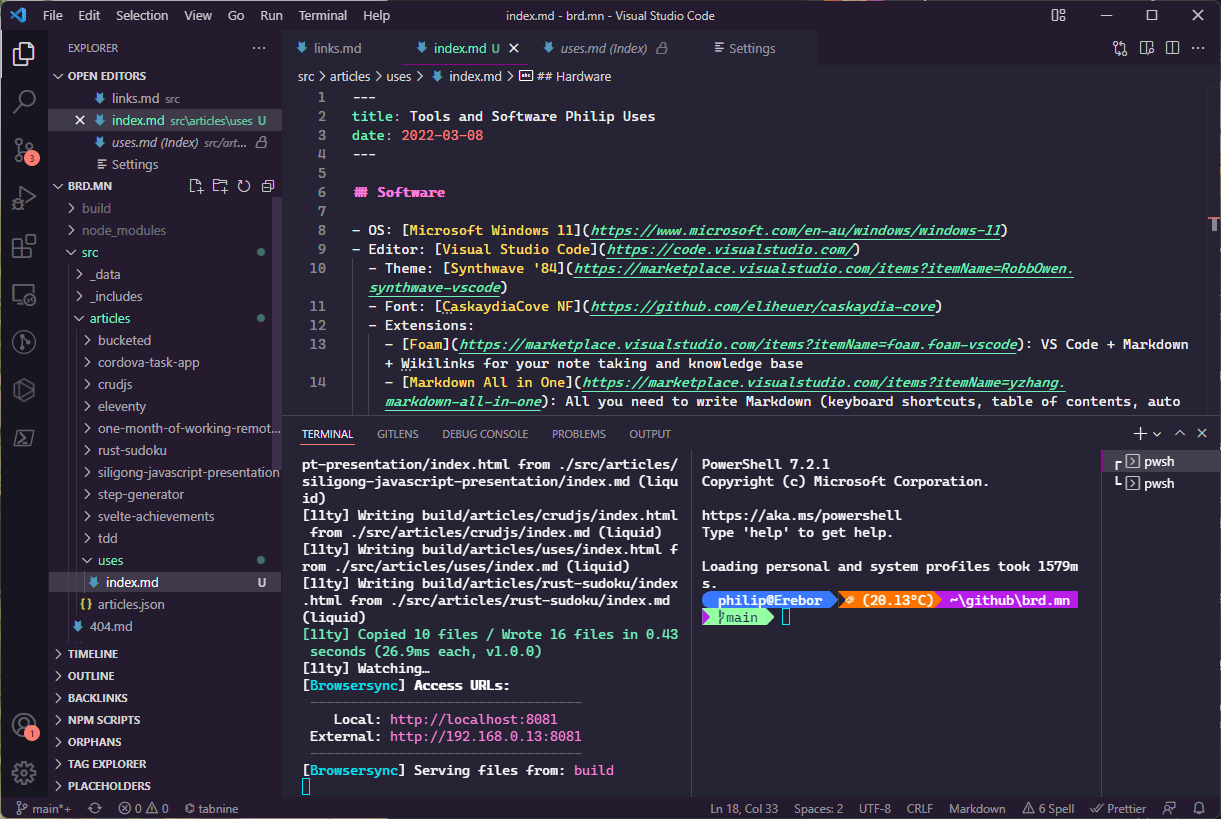 File Edit Selection View Go Run Terminal Help
index.md - brd.mn - Visual Studio Code
EXPLORER
OPEN EDITORS
links.md src
index.md src\articles\uses U
uses.md (Index) src/art...
Settings
BRD.MN
build
node_modules
src
_data
_includes
articles
bucketed
cordova-task-app
crudjs
eleventy
one-month-of-working-remot...
rust-sudoku
siligong-javascript-presentation
step-generator
svelte-achievements
tdd
uses
index.md U
{} articles.json
404.md
TIMELINE
OUTLINE
BACKLINKS
NPM SCRIPTS
ORPHANS
TAG EXPLORER
PLACEHOLDERS
3
1
links.md
index.md U
uses.md (Index)
Settings
src > articles > uses > index.md > abc ## Hardware
1 ---
2 title: Tools and Software Philip Uses
3 date: 2022-03-08
4 ---
5
6 ## Software
7
8 - OS: [Microsoft Windows 11](https://www.microsoft.com/en-au/windows/windows-11)
9 - Editor: [Visual Studio Code](https://code.visualstudio.com/)
10 - Theme: [Synthwave '84](https://marketplace.visualstudio.com/items?itemName=RobbOwen.
synthwave-vscode)
11 - Font: [CaskaydiaCove NF](https://github.com/eliheuer/caskaydia-cove)
12 - Extensions:
13 - [Foam](https://marketplace.visualstudio.com/items?itemName=foam.foam-vscode): VS Code + Markdown
+ Wikilinks for your note taking and knowledge base
14 - [Markdown All in One](https://marketplace.visualstudio.com/items?itemName=yzhang.
markdown-all-in-one): All you need to write Markdown (keyboard shortcuts, table of contents, auto
TERMINAL GITLENS DEBUG CONSOLE PROBLEMS OUTPUT
pt-presentation/index.html from ./src/articles/
siligong-javascript-presentation/index.md (liqu
id)
[11ty] Writing build/articles/crudjs/index.html
from ./src/articles/crudjs/index.md (liquid)
[11ty] Writing build/articles/uses/index.html f
rom ./src/articles/uses/index.md (liquid)
[11ty] Writing build/articles/rust-sudoku/index
.html from ./src/articles/rust-sudoku/index.md
(liquid)
[11ty] Copied 10 files / Wrote 16 files in 0.43
seconds (26.9ms each, v1.0.0)
[11ty] Watching…
[Browsersync] Access URLs:
---------------------------------
Local: http://localhost:8081
External: http://192.168.0.13:8081
---------------------------------
[Browsersync] Serving files from: build
PowerShell 7.2.1
Copyright (c) Microsoft Corporation.
https://aka.ms/powershell
Type 'help' to get help.
Loading personal and system profiles took 1579m
s.
philip@Erebor (20.13°C) ~\github\brd.mn
main
pwsh
pwsh
main*+ 0 0 tabnine
Ln 18, Col 33 Spaces: 2 UTF-8 CRLF Markdown 6 Spell Prettier